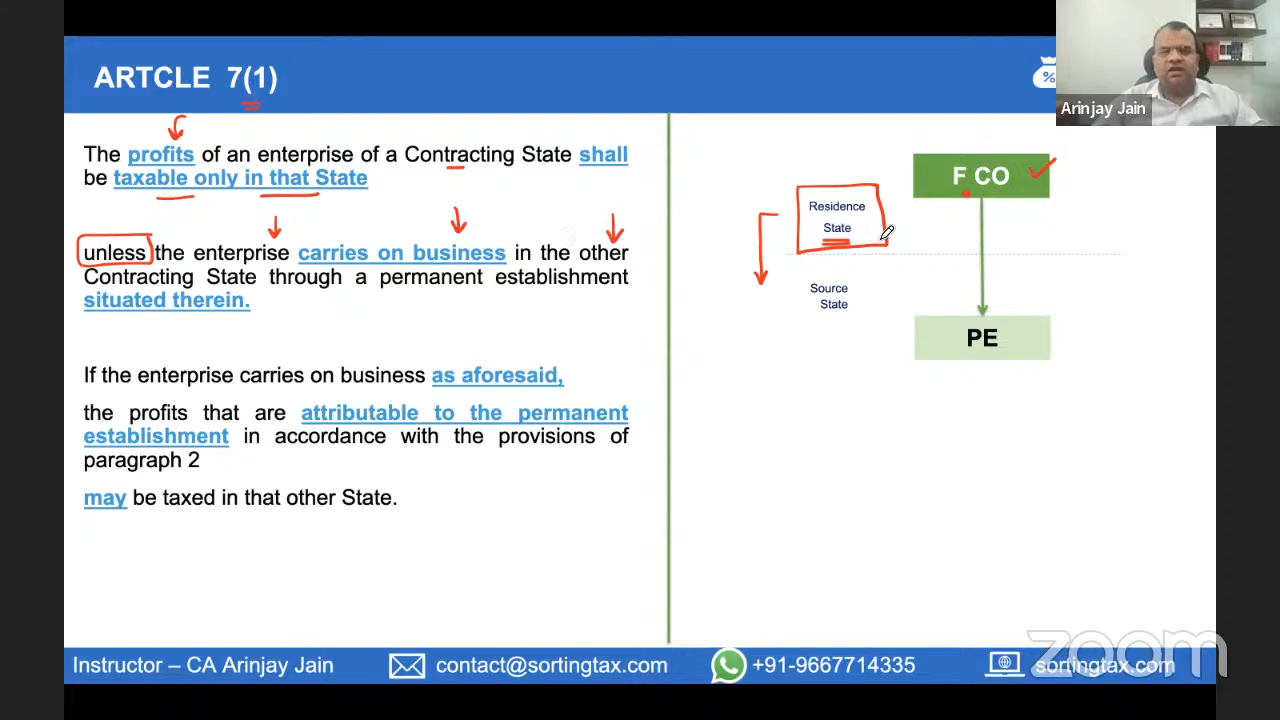 ARTCLE 7(1)
%
Arinjay Jain
The profits of an enterprise of a Contracting State shall
be taxable only in that State
unless the enterprise carries on business in the other
Contracting State through a permanent establishment
situated therein.
If the enterprise carries on business as aforesaid,
the profits that are attributable to the permanent
establishment in accordance with the provisions of
paragraph 2
may be taxed in that other State.
F CO
Residence
State
Source
State
PE
Instructor – CA Arinjay Jain
contact@sortingtax.com
+91-9667714335
sortingtax.com
zoom